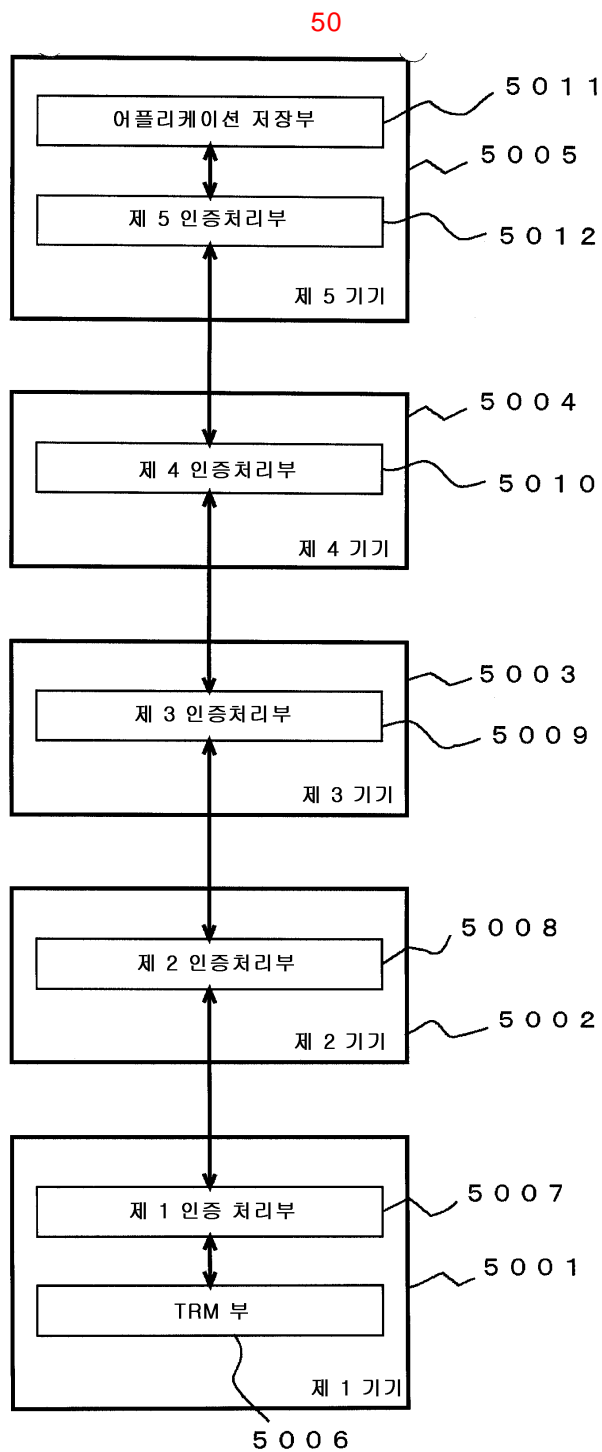 50
5011
어플리케이션 저장부
5005
제 5 인증처리부
5012
제 5 기기
5004
제 4 인증처리부
5010
제 4 기기
5003
제 3 인증처리부
5009
제 3 기기
5008
제 2 인증처리부
5002
제 2 기기
5007
제 1 인증 처리부
5001
TRM 부
제 1 기기
5006